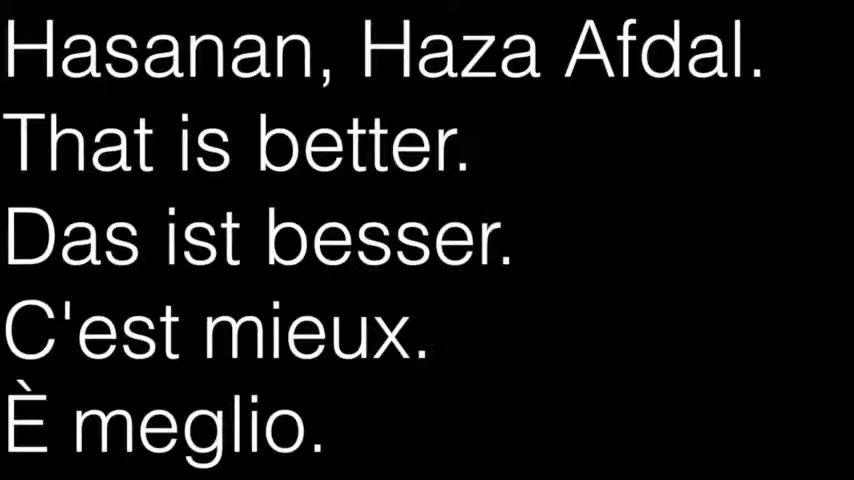 Hasanan, Haza Afdal.
That is better.
Das ist besser.
C'est mieux.
È meglio.